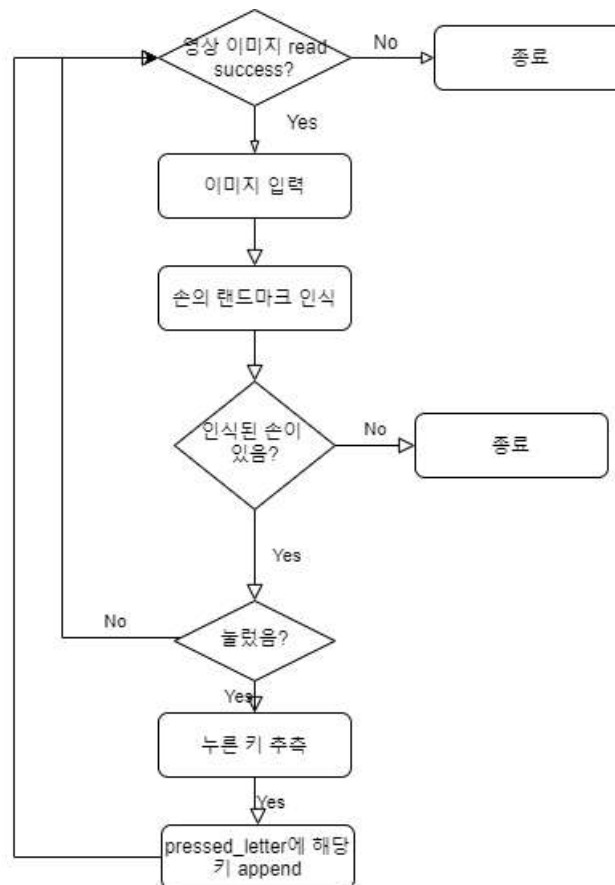 영상 이미지 read
success?
No
종료
Yes
이미지 입력
손의 랜드마크 인식
인식된 손이
있음?
No
종료
Yes
눌렀음?
No
Yes
누른 키 추측
Yes
pressed_letter에 해당
키 append